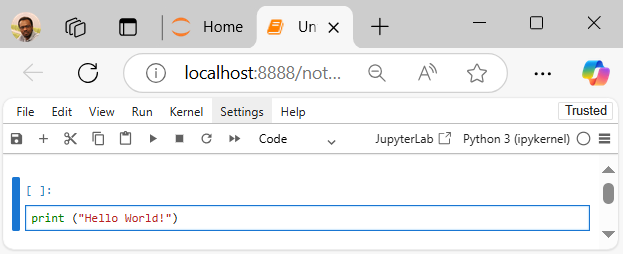 Home
Un
localhost:8888/not...
File Edit View Run Kernel Settings Help Trusted
Code JupyterLab Python 3 (ipykernel)
[ ]:
print ("Hello World!")